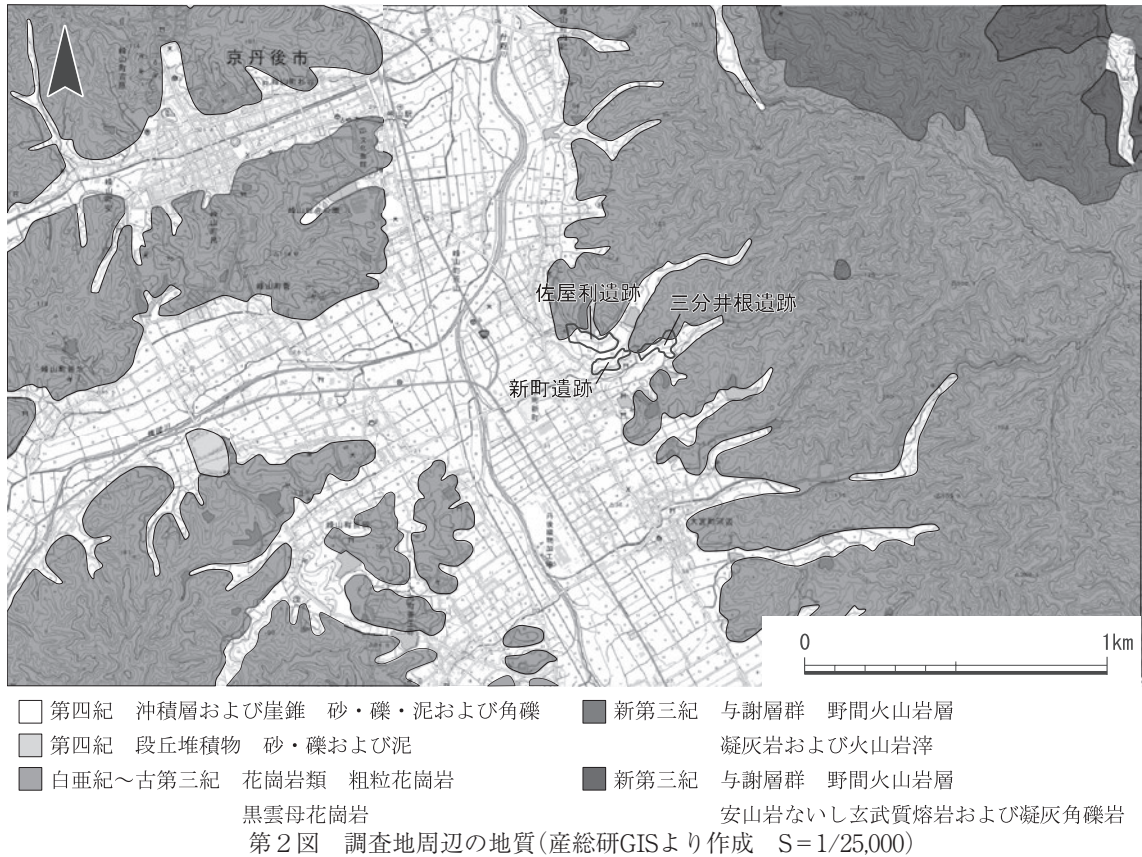 京丹後市
佐屋利遺跡
三分井根遺跡
新町遺跡
0 1km
第四紀 沖積層および崖錐 砂・礫・泥および角礫
第四紀 段丘堆積物 砂・礫および泥
白亜紀～古第三紀 花崗岩類 粗粒花崗岩
黒雲母花崗岩
新第三紀 与謝層群 野間火山岩層
凝灰岩および火山岩滓
新第三紀 与謝層群 野間火山岩層
安山岩ないし玄武質熔岩および凝灰角礫岩
第２図 調査地周辺の地質(産総研GISより作成 S=1/25,000)